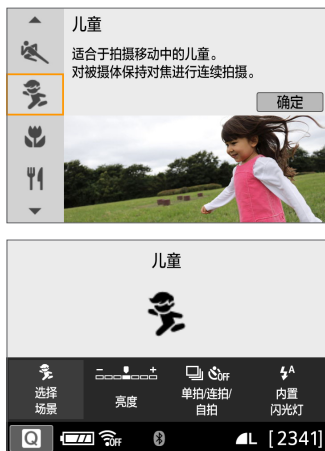 儿童
适合于拍摄移动中的儿童。
对被摄体保持对焦进行连续拍摄。
确定
儿童
OFF
A
选择
场景
亮度
单拍/连拍/
自拍
内置
闪光灯
Q
OFF
L
[2341]